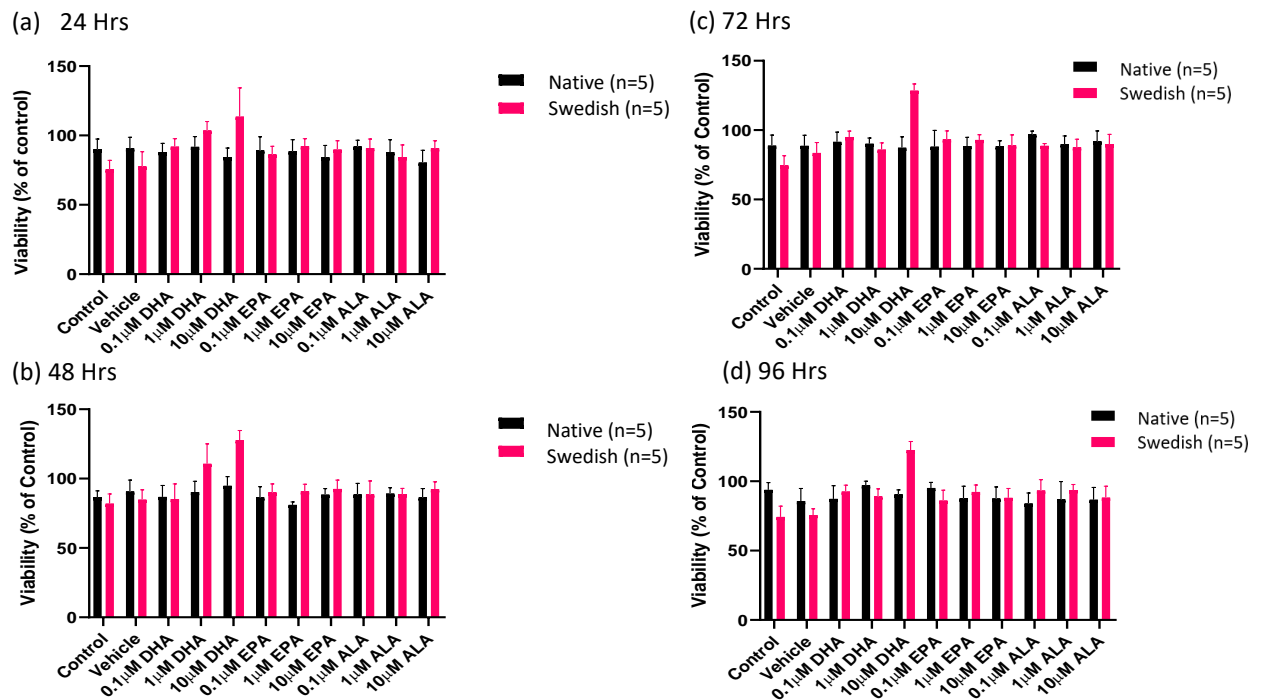 (a) 24 Hrs
Viability (% of control)
150
100
50
0
Native (n=5)
Swedish (n=5)
Control
Vehicle
0.1μM DHA
1μM DHA
10μM DHA
0.1μM EPA
1μM EPA
10μM EPA
0.1μM ALA
1μM ALA
10μM ALA
(b) 48 Hrs
Viability (% of Control)
150
100
50
0
Native (n=5)
Swedish (n=5)
Control
Vehicle
0.1μM DHA
1μM DHA
10μM DHA
0.1μM EPA
1μM EPA
10μM EPA
0.1μM ALA
1μM ALA
10μM ALA
(c) 72 Hrs
Viability (% of Control)
150
100
50
0
Native (n=5)
Swedish (n=5)
Control
Vehicle
0.1μM DHA
1μM DHA
10μM DHA
0.1μM EPA
1μM EPA
10μM EPA
0.1μM ALA
1μM ALA
10μM ALA
(d) 96 Hrs
Viability (% of Control)
150
100
50
0
Native (n=5)
Swedish (n=5)
Control
Vehicle
0.1μM DHA
1μM DHA
10μM DHA
0.1μM EPA
1μM EPA
10μM EPA
0.1μM ALA
1μM ALA
10μM ALA